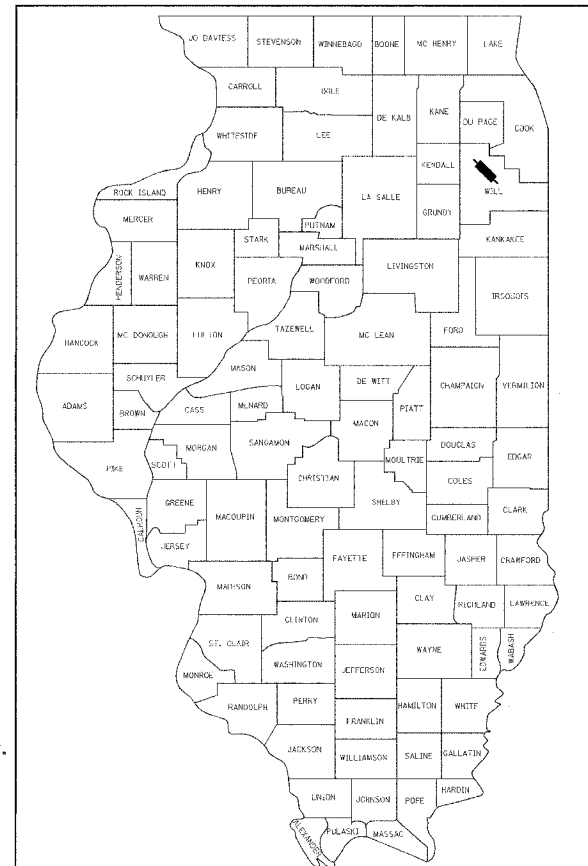 JO DAVIESS STEVENSON WINNEBAGO BOONE MC HENRY LAKE
CARROLL OGLE DE KALB KANE DU PAGE COOK
WHITESIDE LEE KENDALL WILL
ROCK ISLAND HENRY BUREAU LA SALLE GRUNDY
MERCER PUTNAM KANKAKEE
STARK MARSHALL
HENDERSON WARREN KNOX PEORIA WOODFORD LIVINGSTON IROQUOIS
HANCOCK MC DONOUGH FULTON TAZEWELL MC LEAN FORD
MASON
SCHUYLER LOGAN DE WITT CHAMPAIGN VERMILION
ADAMS BROWN CASS MENARD MACON PIATT
MORGAN SANGAMON DOUGLAS EDGAR
PIKE SCOTT CHRISTIAN MOULTRIE COLES
GREENE MACOUPIN SHELBY CLARK
CALHOUN MONTGOMERY CUMBERLAND
JERSEY FAYETTE EFFINGHAM JASPER CRAWFORD
MADISON BOND CLAY RICHLAND LAWRENCE
CLINTON MARION
ST. CLAIR WAYNE EDWARDS WABASH
WASHINGTON JEFFERSON
MONROE
RANDOLPH PERRY HAMILTON WHITE
FRANKLIN
JACKSON WILLIAMSON SALINE GALLATIN
UNION JOHNSON POPE HARDIN
ALEXANDER PULASKI MASSAC